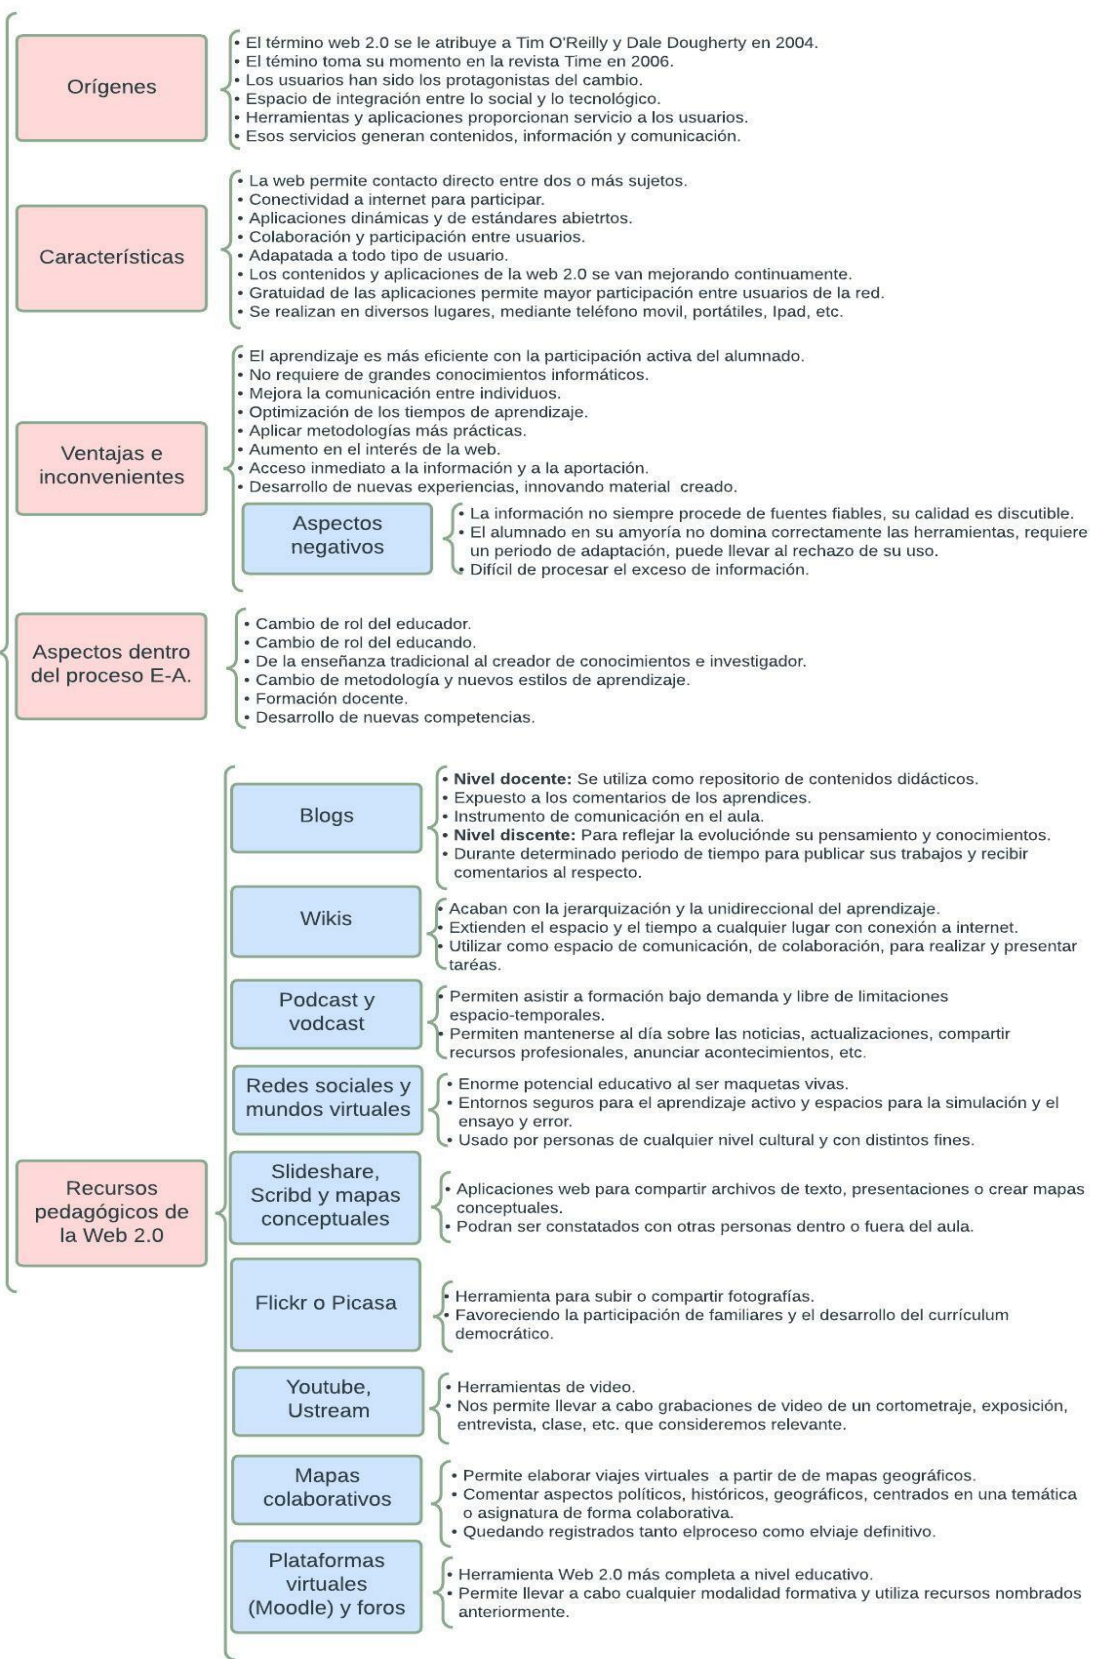 Orígenes
• El término web 2.0 se le atribuye a Tim O'Reilly y Dale Dougherty en 2004.
• El témino toma su momento en la revista Time en 2006.
• Los usuarios han sido los protagonistas del cambio.
• Espacio de integración entre lo social y lo tecnológico.
• Herramientas y aplicaciones proporcionan servicio a los usuarios.
• Esos servicios generan contenidos, información y comunicación.
Características
• La web permite contacto directo entre dos o más sujetos.
• Conectividad a internet para participar.
• Aplicaciones dinámicas y de estándares abietrtos.
• Colaboración y participación entre usuarios.
• Adapatada a todo tipo de usuario.
• Los contenidos y aplicaciones de la web 2.0 se van mejorando continuamente.
• Gratuidad de las aplicaciones permite mayor participación entre usuarios de la red.
• Se realizan en diversos lugares, mediante teléfono movil, portátiles, Ipad, etc.
Ventajas e
inconvenientes
• El aprendizaje es más eficiente con la participación activa del alumnado.
• No requiere de grandes conocimientos informáticos.
• Mejora la comunicación entre individuos.
• Optimización de los tiempos de aprendizaje.
• Aplicar metodologías más prácticas.
• Aumento en el interés de la web.
• Acceso inmediato a la información y a la aportación.
• Desarrollo de nuevas experiencias, innovando material  creado.
Aspectos
negativos
• La información no siempre procede de fuentes fiables, su calidad es discutible.
• El alumnado en su amyoría no domina correctamente las herramientas, requiere
un periodo de adaptación, puede llevar al rechazo de su uso.
• Difícil de procesar el exceso de información.
Aspectos dentro
del proceso E-A.
• Cambio de rol del educador.
• Cambio de rol del educando.
• De la enseñanza tradicional al creador de conocimientos e investigador.
• Cambio de metodología y nuevos estilos de aprendizaje.
• Formación docente.
• Desarrollo de nuevas competencias.
Recursos
pedagógicos de
la Web 2.0
Blogs
• Nivel docente: Se utiliza como repositorio de contenidos didácticos.
• Expuesto a los comentarios de los aprendices.
• Instrumento de comunicación en el aula.
• Nivel discente: Para reflejar la evoluciónde su pensamiento y conocimientos.
• Durante determinado periodo de tiempo para publicar sus trabajos y recibir
comentarios al respecto.
Wikis
• Acaban con la jerarquización y la unidireccional del aprendizaje.
• Extienden el espacio y el tiempo a cualquier lugar con conexión a internet.
• Utilizar como espacio de comunicación, de colaboración, para realizar y presentar
taréas.
Podcast y
vodcast
• Permiten asistir a formación bajo demanda y libre de limitaciones
espacio-temporales.
• Permiten mantenerse al día sobre las noticias, actualizaciones, compartir
recursos profesionales, anunciar acontecimientos, etc.
Redes sociales y
mundos virtuales
• Enorme potencial educativo al ser maquetas vivas.
• Entornos seguros para el aprendizaje activo y espacios para la simulación y el
ensayo y error.
• Usado por personas de cualquier nivel cultural y con distintos fines.
Slideshare,
Scribd y mapas
conceptuales
• Aplicaciones web para compartir archivos de texto, presentaciones o crear mapas
conceptuales.
• Podran ser constatados con otras personas dentro o fuera del aula.
Flickr o Picasa
• Herramienta para subir o compartir fotografías.
• Favoreciendo la participación de familiares y el desarrollo del currículum
democrático.
Youtube,
Ustream
• Herramientas de video.
• Nos permite llevar a cabo grabaciones de video de un cortometraje, exposición,
entrevista, clase, etc. que consideremos relevante.
Mapas
colaborativos
• Permite elaborar viajes virtuales  a partir de de mapas geográficos.
• Comentar aspectos políticos, históricos, geográficos, centrados en una temática
o asignatura de forma colaborativa.
• Quedando registrados tanto elproceso como elviaje definitivo.
Plataformas
virtuales
(Moodle) y foros
• Herramienta Web 2.0 más completa a nivel educativo.
• Permite llevar a cabo cualquier modalidad formativa y utiliza recursos nombrados
anteriormente.